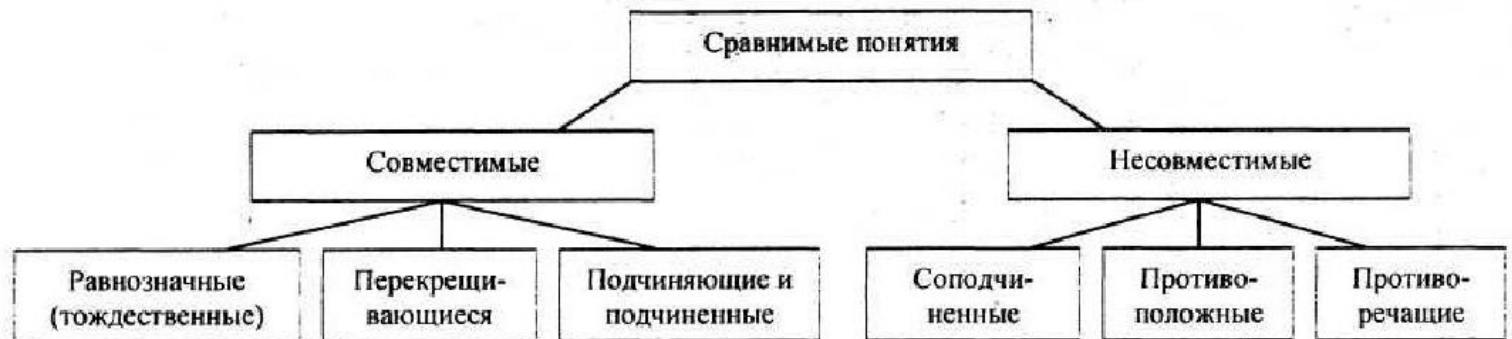 Сравнимые понятия
Совместимые
Несовместимые
Равнозначные
(тождественные)
Перекрещи-
вающиеся
Подчиняющие и
подчиненные
Соподчи-
ненные
Противо-
положные
Противо-
речащие